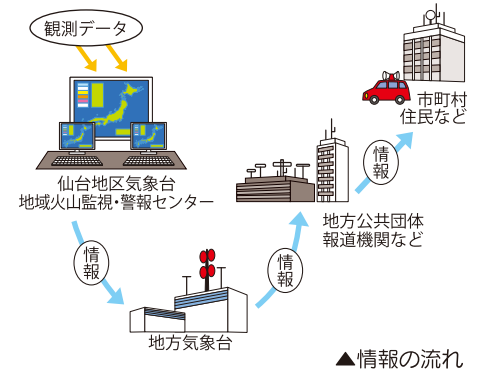 観測データ
仙台地区気象台
地域火山監視・警報センター
情
報
地方気象台
情
報
地方公共団体
報道機関など
情
報
市町村
住民など
▲情報の流れ